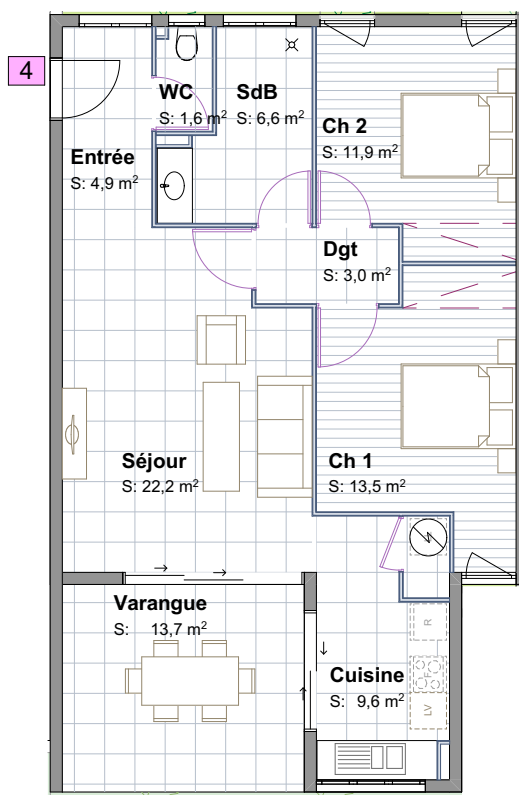 4
WC
S: 1,6 m²
SdB
S: 6,6 m²
Ch 2
S: 11,9 m²
Entrée
S: 4,9 m²
Dgt
S: 3,0 m²
Séjour
S: 22,2 m²
Ch 1
S: 13,5 m²
Varangue
S: 13,7 m²
R
F
Cuisine
S: 9,6 m²
LV